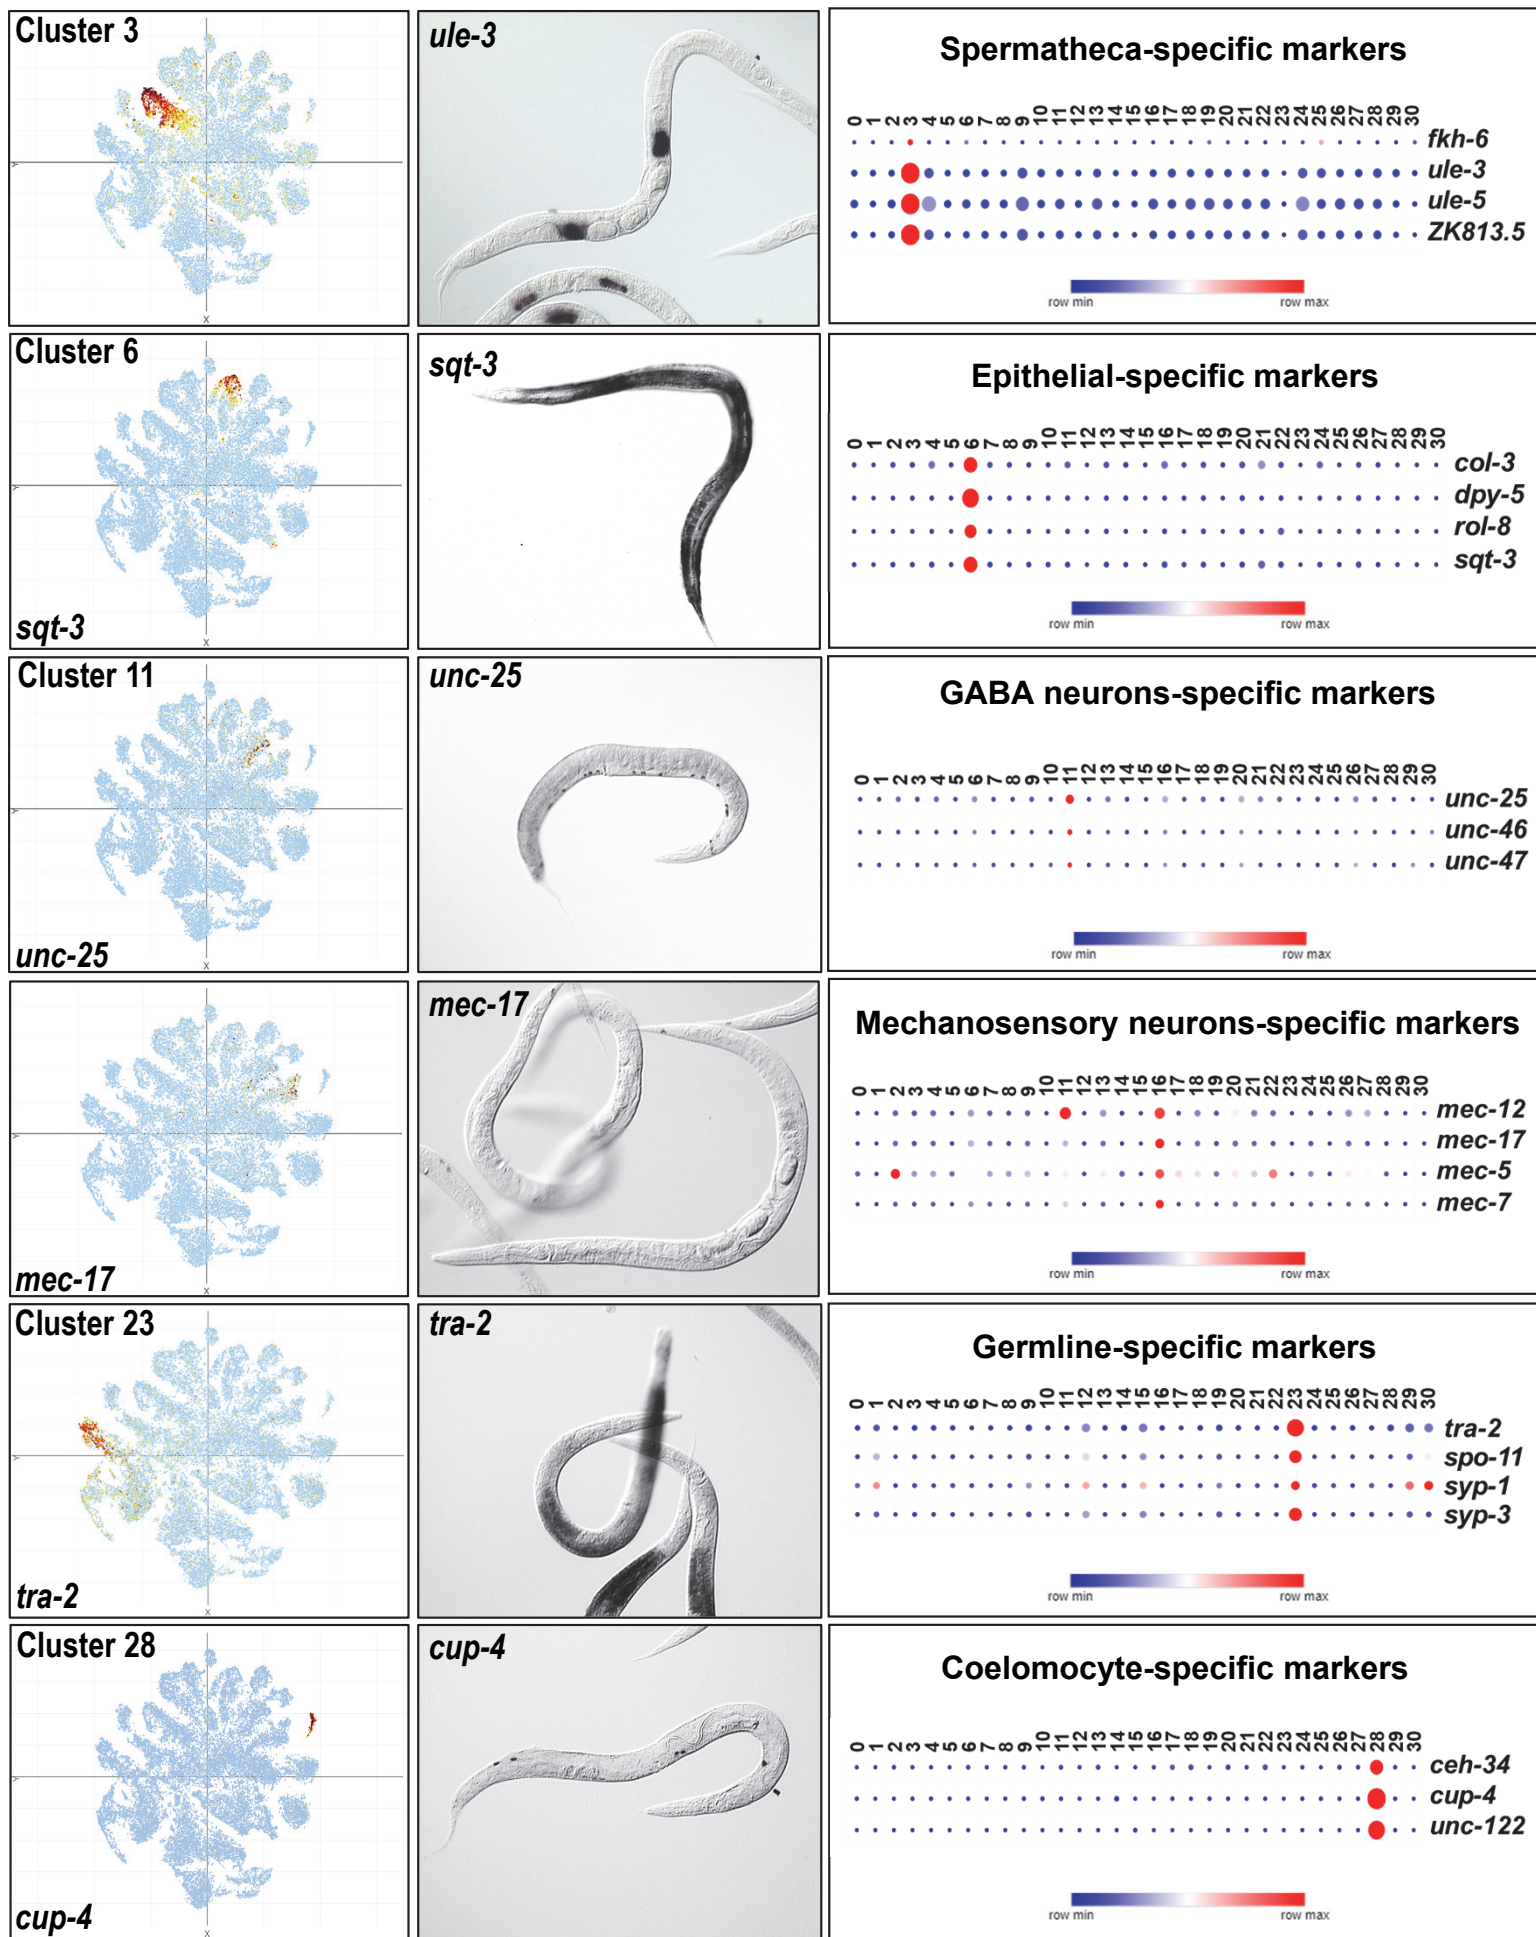 Cluster 3
Y
X
ule-3
Spermatheca-specific markers
0 1 2 3 4 5 6 7 8 9 10 11 12 13 14 15 16 17 18 19 20 21 22 23 24 25 26 27 28 29 30
fkh-6
ule-3
ule-5
ZK813.5
row min row max
Cluster 6
Y
X
sqt-3
sqt-3
Epithelial-specific markers
0 1 2 3 4 5 6 7 8 9 10 11 12 13 14 15 16 17 18 19 20 21 22 23 24 25 26 27 28 29 30
col-3
dpy-5
rol-8
sqt-3
row min row max
Cluster 11
Y
X
unc-25
unc-25
GABA neurons-specific markers
0 1 2 3 4 5 6 7 8 9 10 11 12 13 14 15 16 17 18 19 20 21 22 23 24 25 26 27 28 29 30
unc-25
unc-46
unc-47
row min row max
Y
X
mec-17
mec-17
Mechanosensory neurons-specific markers
0 1 2 3 4 5 6 7 8 9 10 11 12 13 14 15 16 17 18 19 20 21 22 23 24 25 26 27 28 29 30
mec-12
mec-17
mec-5
mec-7
row min row max
Cluster 23
Y
X
tra-2
tra-2
Germline-specific markers
0 1 2 3 4 5 6 7 8 9 10 11 12 13 14 15 16 17 18 19 20 21 22 23 24 25 26 27 28 29 30
tra-2
spo-11
syp-1
syp-3
row min row max
Cluster 28
Y
X
cup-4
cup-4
Coelomocyte-specific markers
0 1 2 3 4 5 6 7 8 9 10 11 12 13 14 15 16 17 18 19 20 21 22 23 24 25 26 27 28 29 30
ceh-34
cup-4
unc-122
row min row max